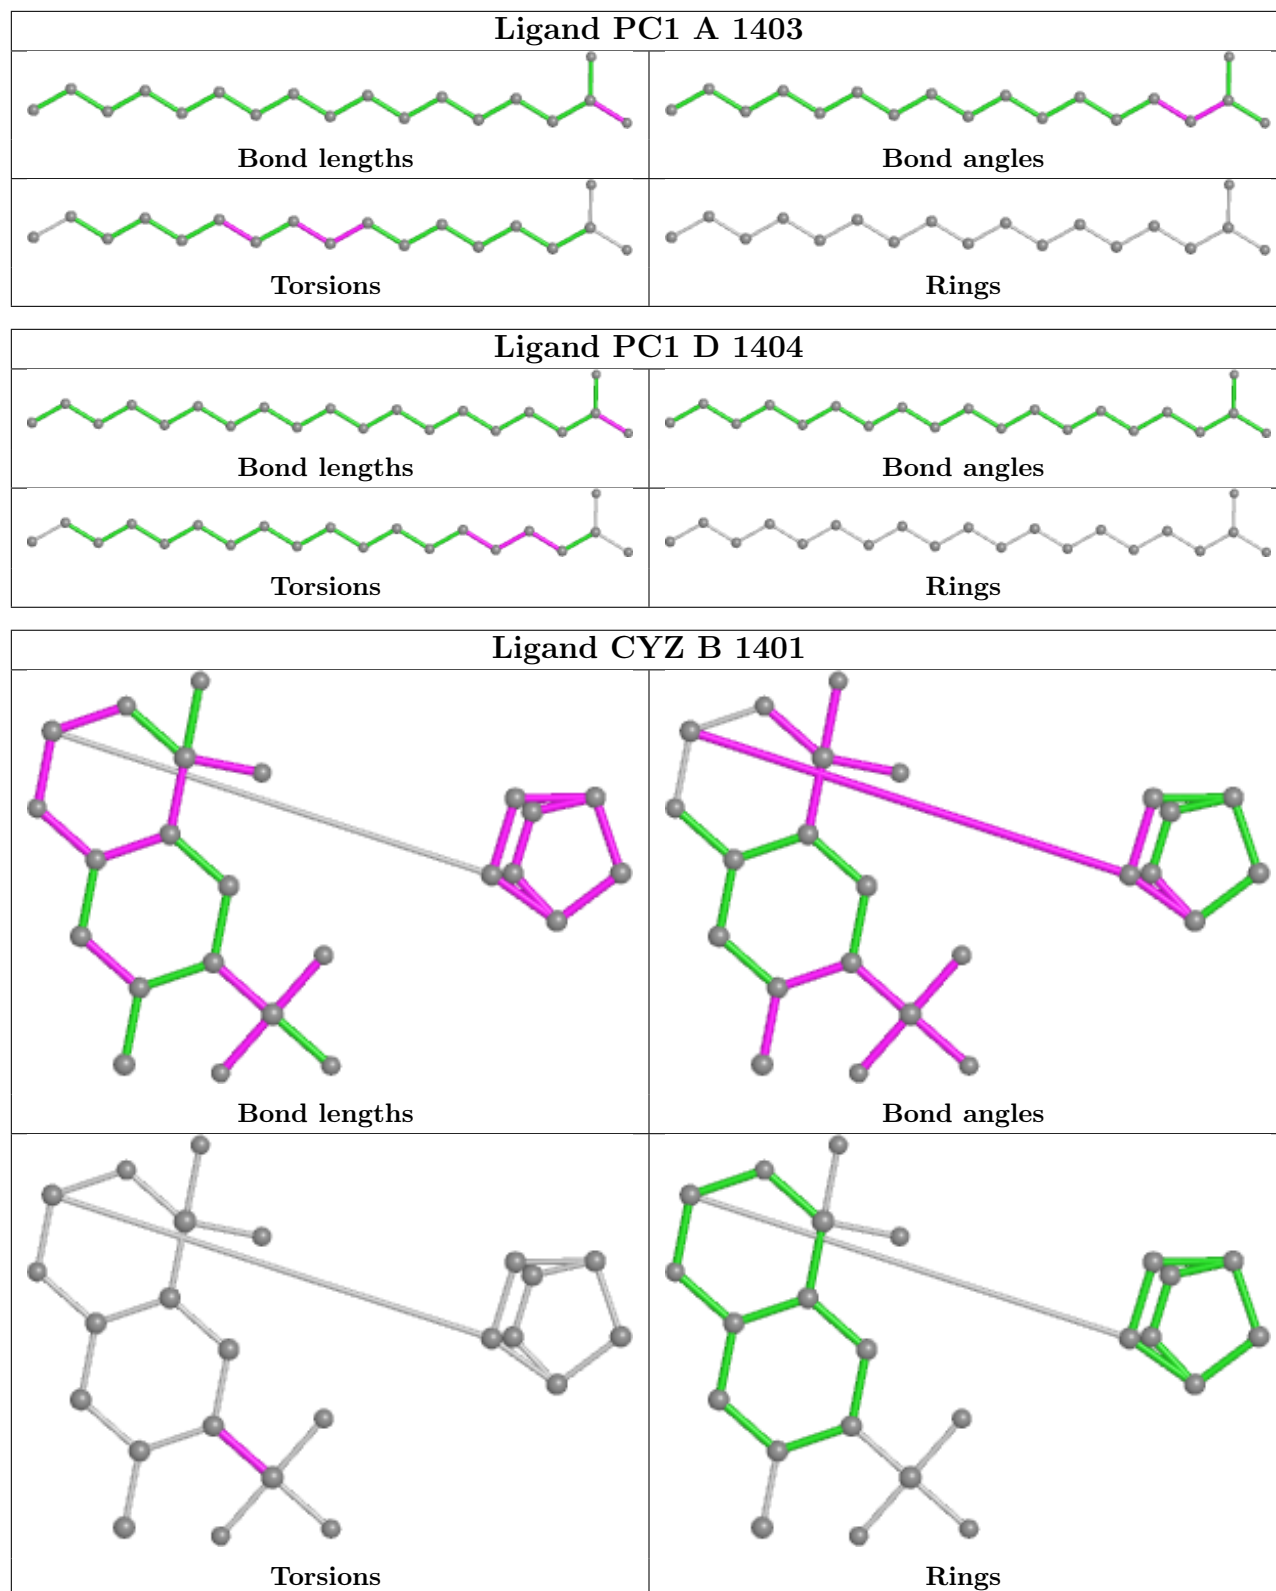 Ligand PC1 A 1403
Bond lengths
Bond angles
Torsions
Rings
Ligand PC1 D 1404
Bond lengths
Bond angles
Torsions
Rings
Ligand CYZ B 1401
Bond lengths
Bond angles
Torsions
Rings